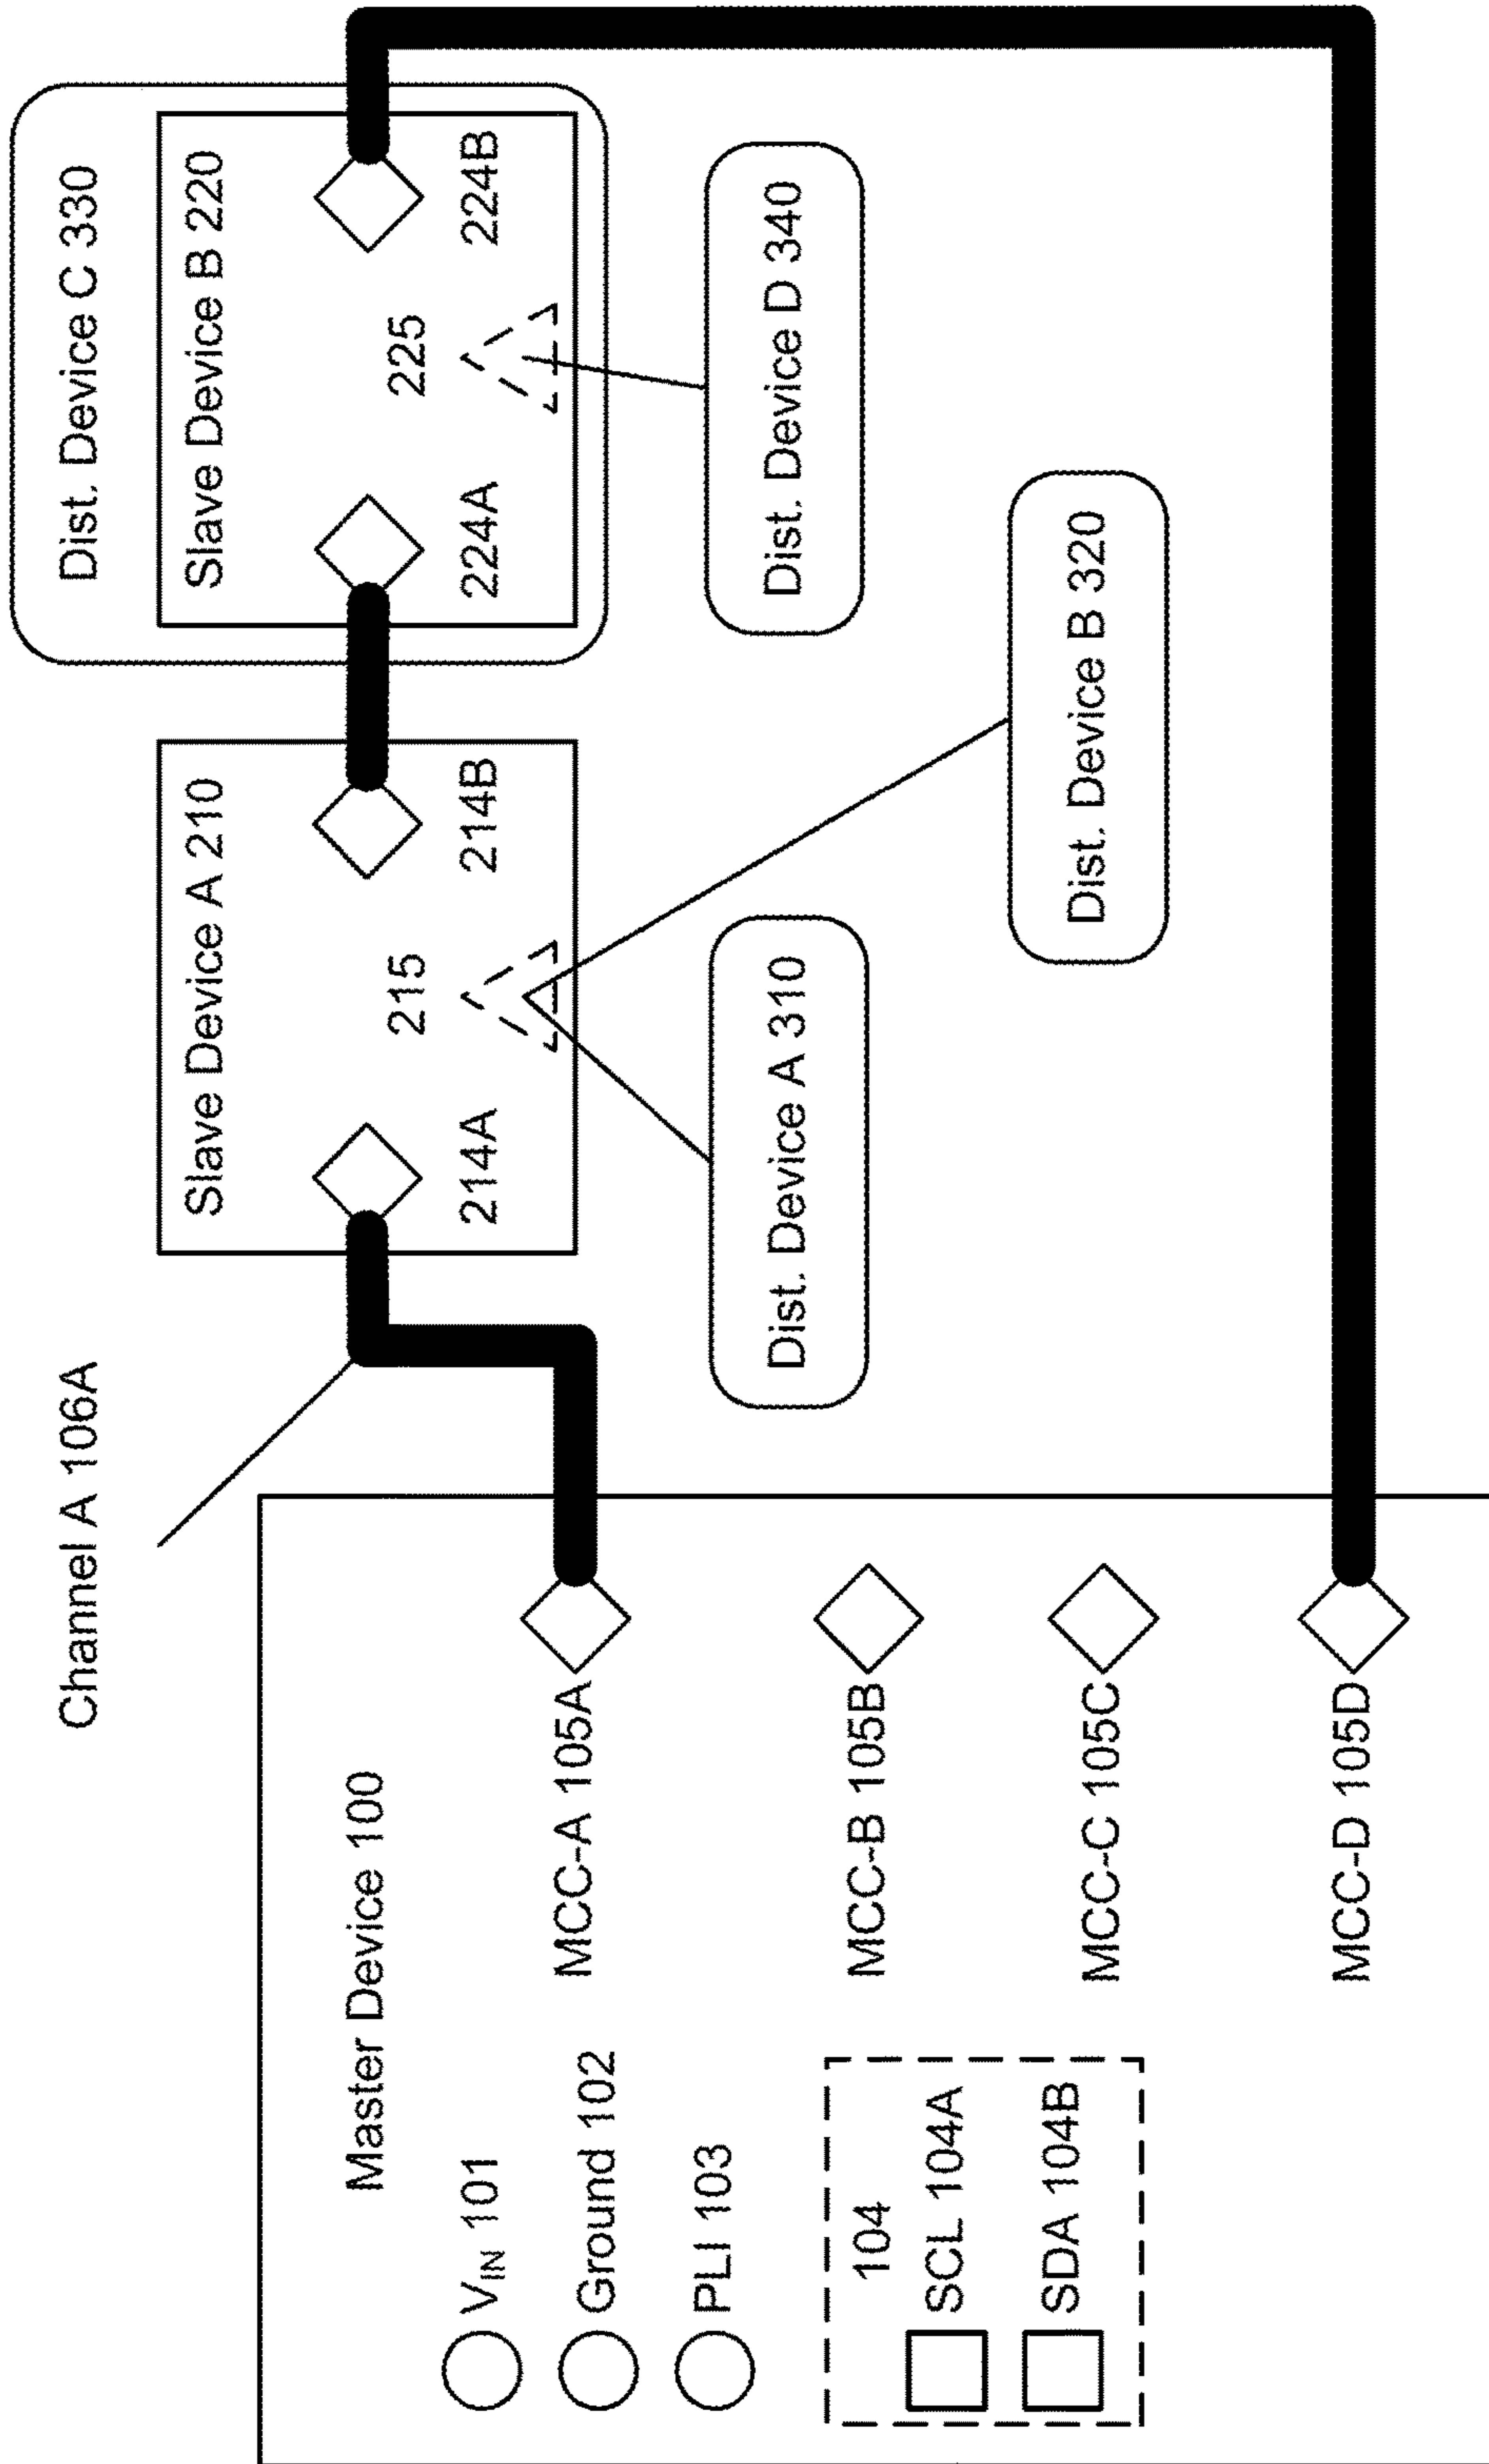 Channel A 106A
Master Device 100
VIN 101
Ground 102
PLI 103
104
SCL 104A
SDA 104B
MCC-A 105A
MCC-B 105B
MCC-C 105C
MCC-D 105D
Slave Device A 210
215
214A
214B
Dist. Device C 330
Slave Device B 220
225
224A
224B
Dist. Device A 310
Dist. Device D 340
Dist. Device B 320